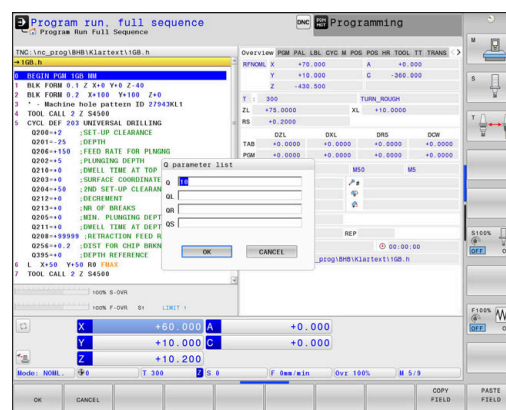 Program run, full sequence
Program Run Full Sequence
DNC
Programming
TNC:\nc_prog\BHB\Klartext\1GB.h
→1GB.h
0 BEGIN PGM 1GB MM
1 BLK FORM 0.1 Z X+0 Y+0 Z-40
2 BLK FORM 0.2 X+100 Y+100 Z+0
3 * - Machine hole pattern ID 27943KL1
4 TOOL CALL 2 Z S4500
5 CYCL DEF 203 UNIVERSAL DRILLING
Q200=+2 ;SET-UP CLEARANCE
Q201=-25 ;DEPTH
Q206=+150 ;FEED RATE FOR PLNGNG
Q202=+5 ;PLUNGING DEPTH
Q210=+0 ;DWELL TIME AT TOP
Q203=+0 ;SURFACE COORDINATE
Q204=+50 ;2ND SET-UP CLEARAN
Q212=+0 ;DECREMENT
Q213=+0 ;NR OF BREAKS
Q205=+0 ;MIN. PLUNGING DEPT
Q211=+0 ;DWELL TIME AT DEPT
Q208=+99999 ;RETRACTION FEED R
Q256=+0.2 ;DIST FOR CHIP BRKN
Q395=+0 ;DEPTH REFERENCE
6 L X+50 Y+50 R0 FMAX
7 TOOL CALL 2 Z S4500
100% S-OVR
100% F-OVR S1 LIMIT 1
Overview PGM PAL LBL CYC M POS POS HR TOOL TT TRANS
RFNOML X +70.000 A +0.000
Y +10.000 C -360.000
Z -430.500
T : 300 TURN_ROUGH
ZL +75.0000 XL +10.0000
RS +0.2000
DZL DXL DRS DCW
TAB +0.0000 +0.0000 +0.0000 +0.0000
PGM +0.0000 +0.0000 +0.0000 +0.0000
M50 M5
REP
00:00:00
_prog\BHB\Klartext\1GB.h
Q parameter list
Q 10
QL
QR
QS
OK CANCEL
X +60.000 A +0.000
Y +10.000 C +0.000
Z +10.200
Mode: NOML. 0 T 300 Z S 0 F 0mm/min Ovr 100% M 5/9
OK CANCEL COPY FIELD PASTE FIELD
M
S
T
S100%
OFF
F100%
OFF